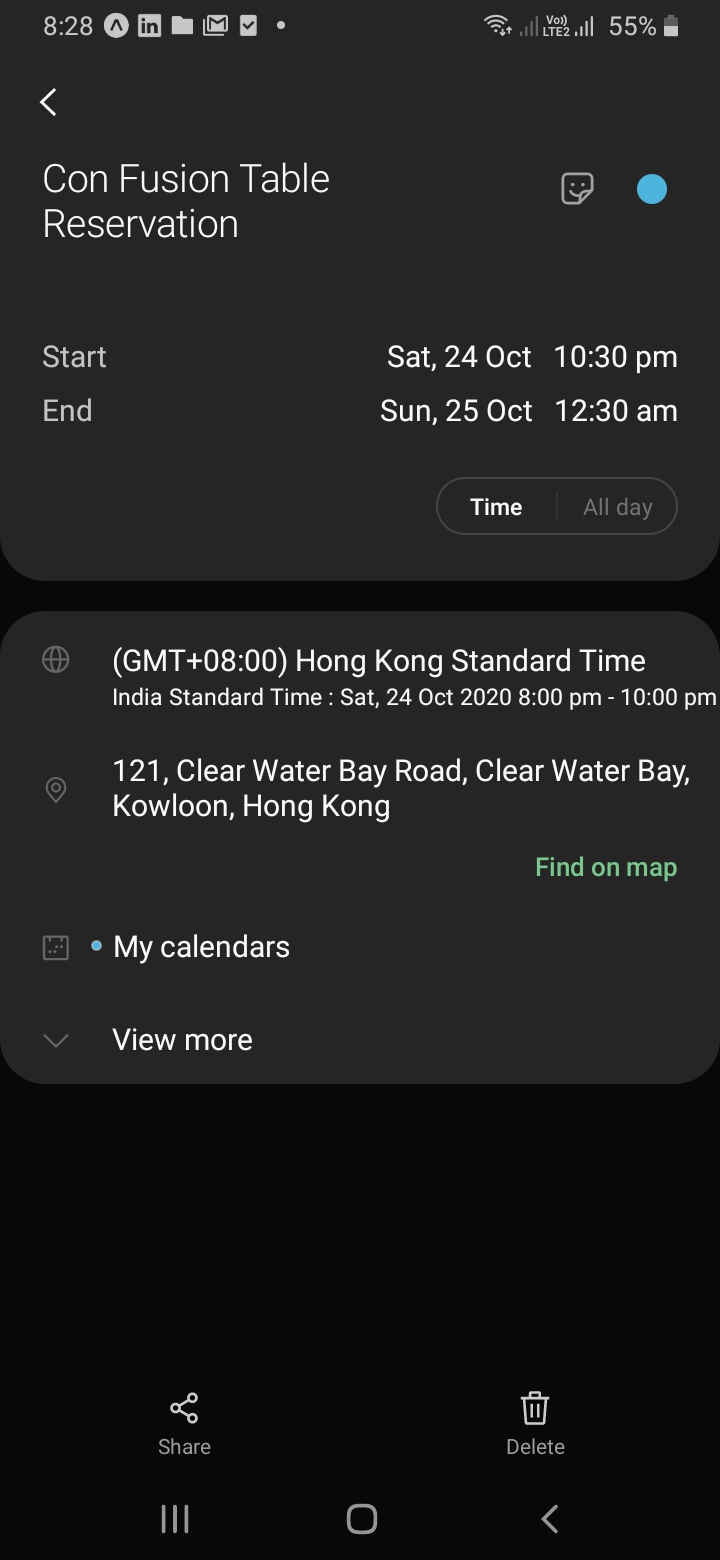 8:28 in Vo)) LTE2 55%
Con Fusion Table
Reservation
Start Sat, 24 Oct 10:30 pm
End Sun, 25 Oct 12:30 am
Time All day
(GMT+08:00) Hong Kong Standard Time
India Standard Time : Sat, 24 Oct 2020 8:00 pm - 10:00 pm
121, Clear Water Bay Road, Clear Water Bay,
Kowloon, Hong Kong
Find on map
My calendars
View more
Share Delete